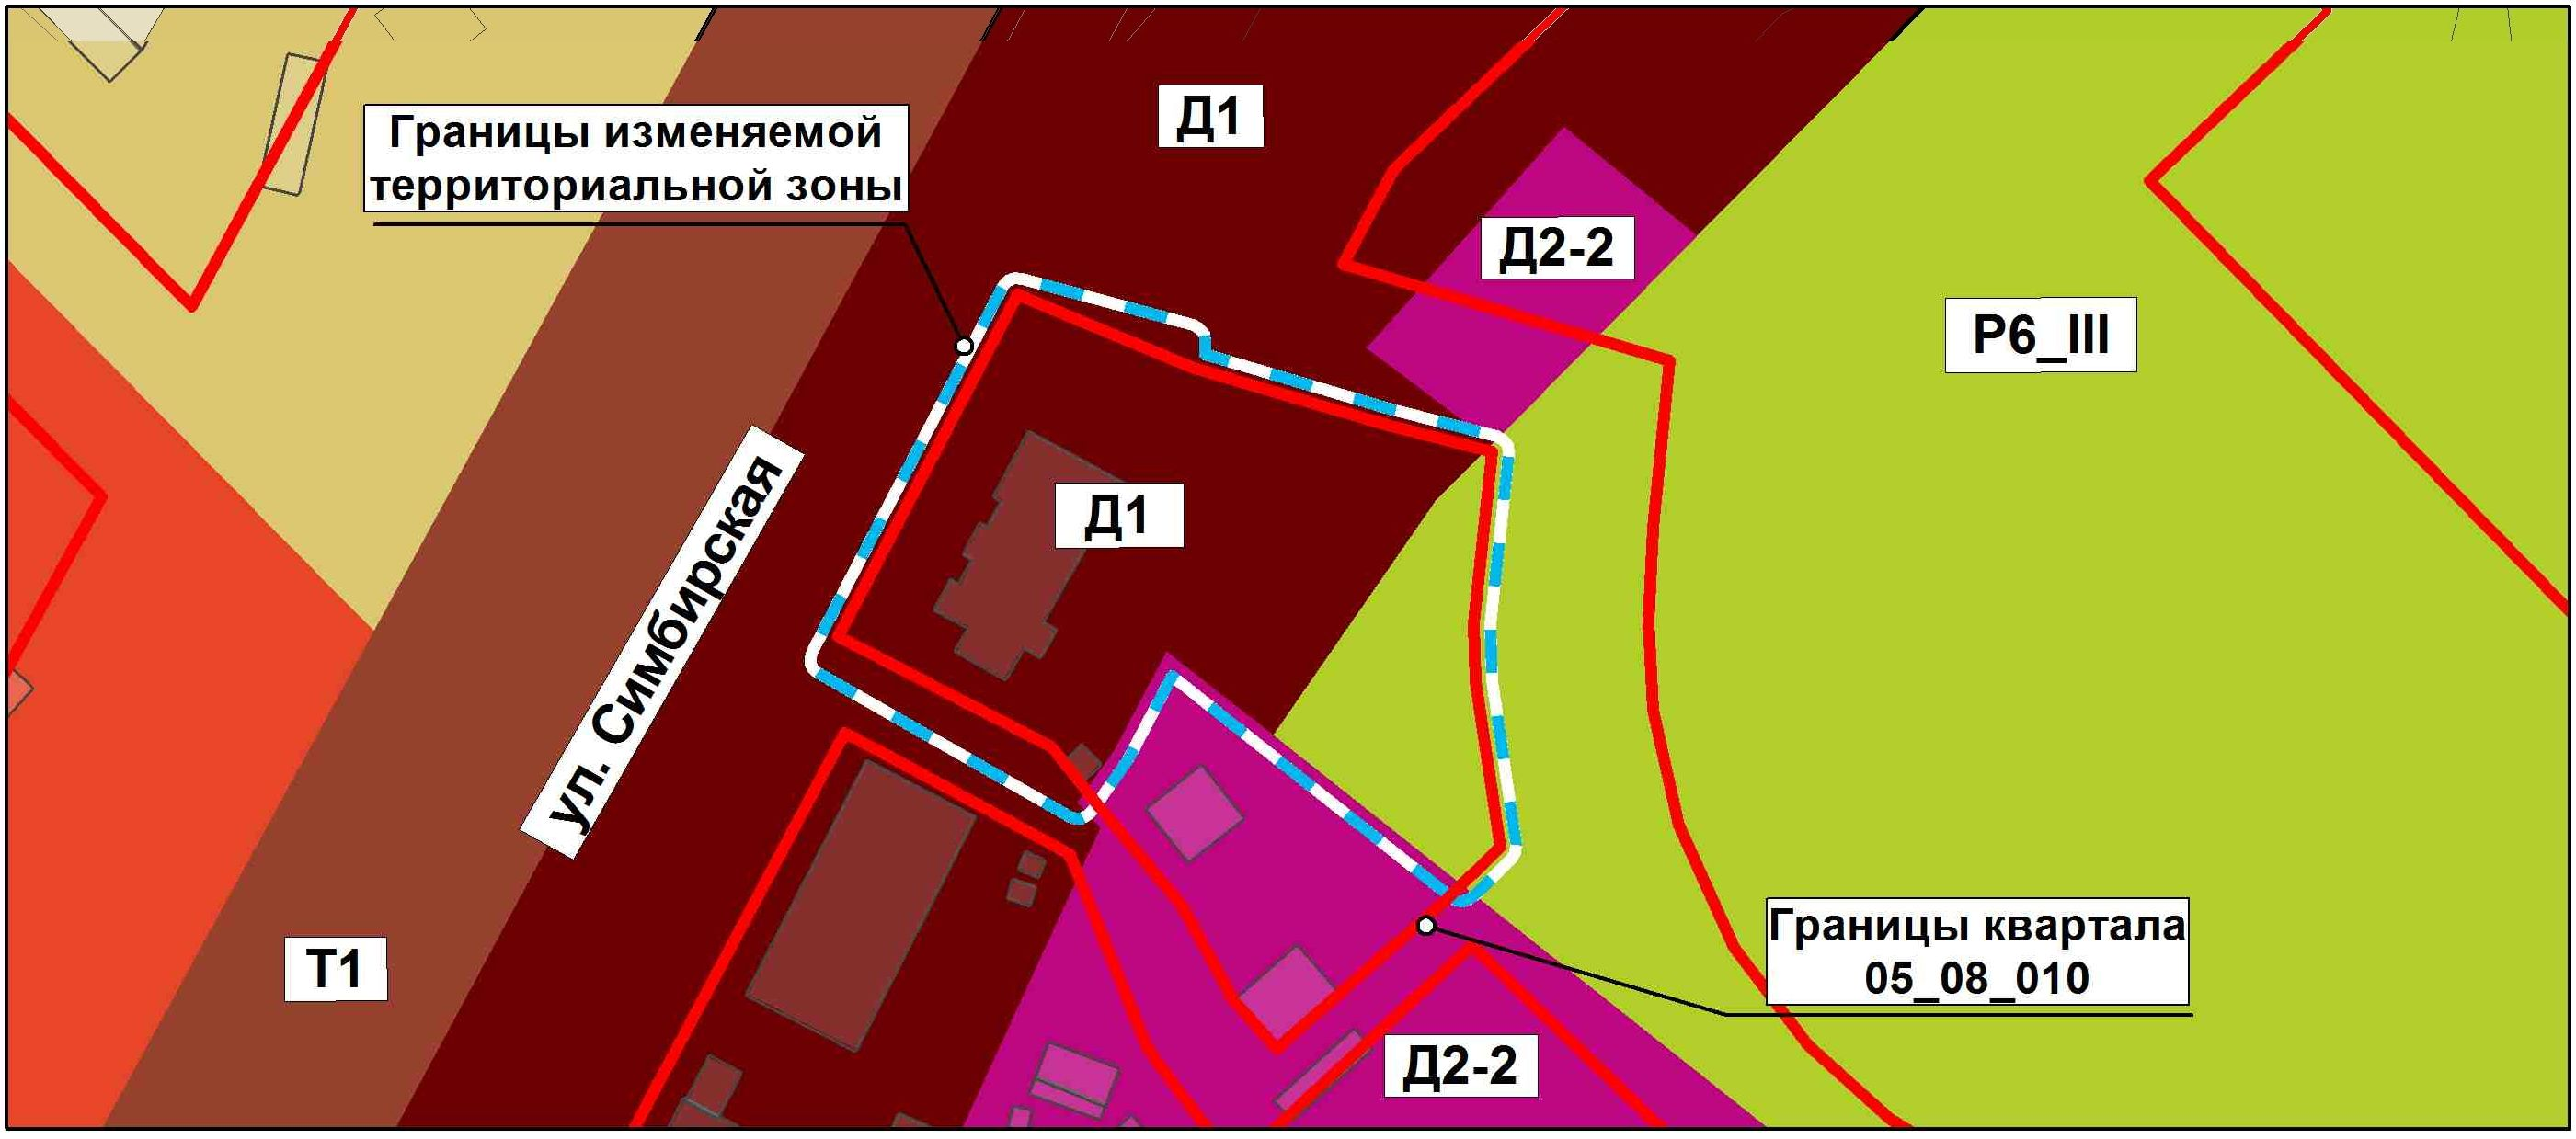 Д1
Границы изменяемой
территориальной зоны
Д2-2
Р6_III
Д1
ул. Симбирская
Границы квартала
05_08_010
Т1
Д2-2